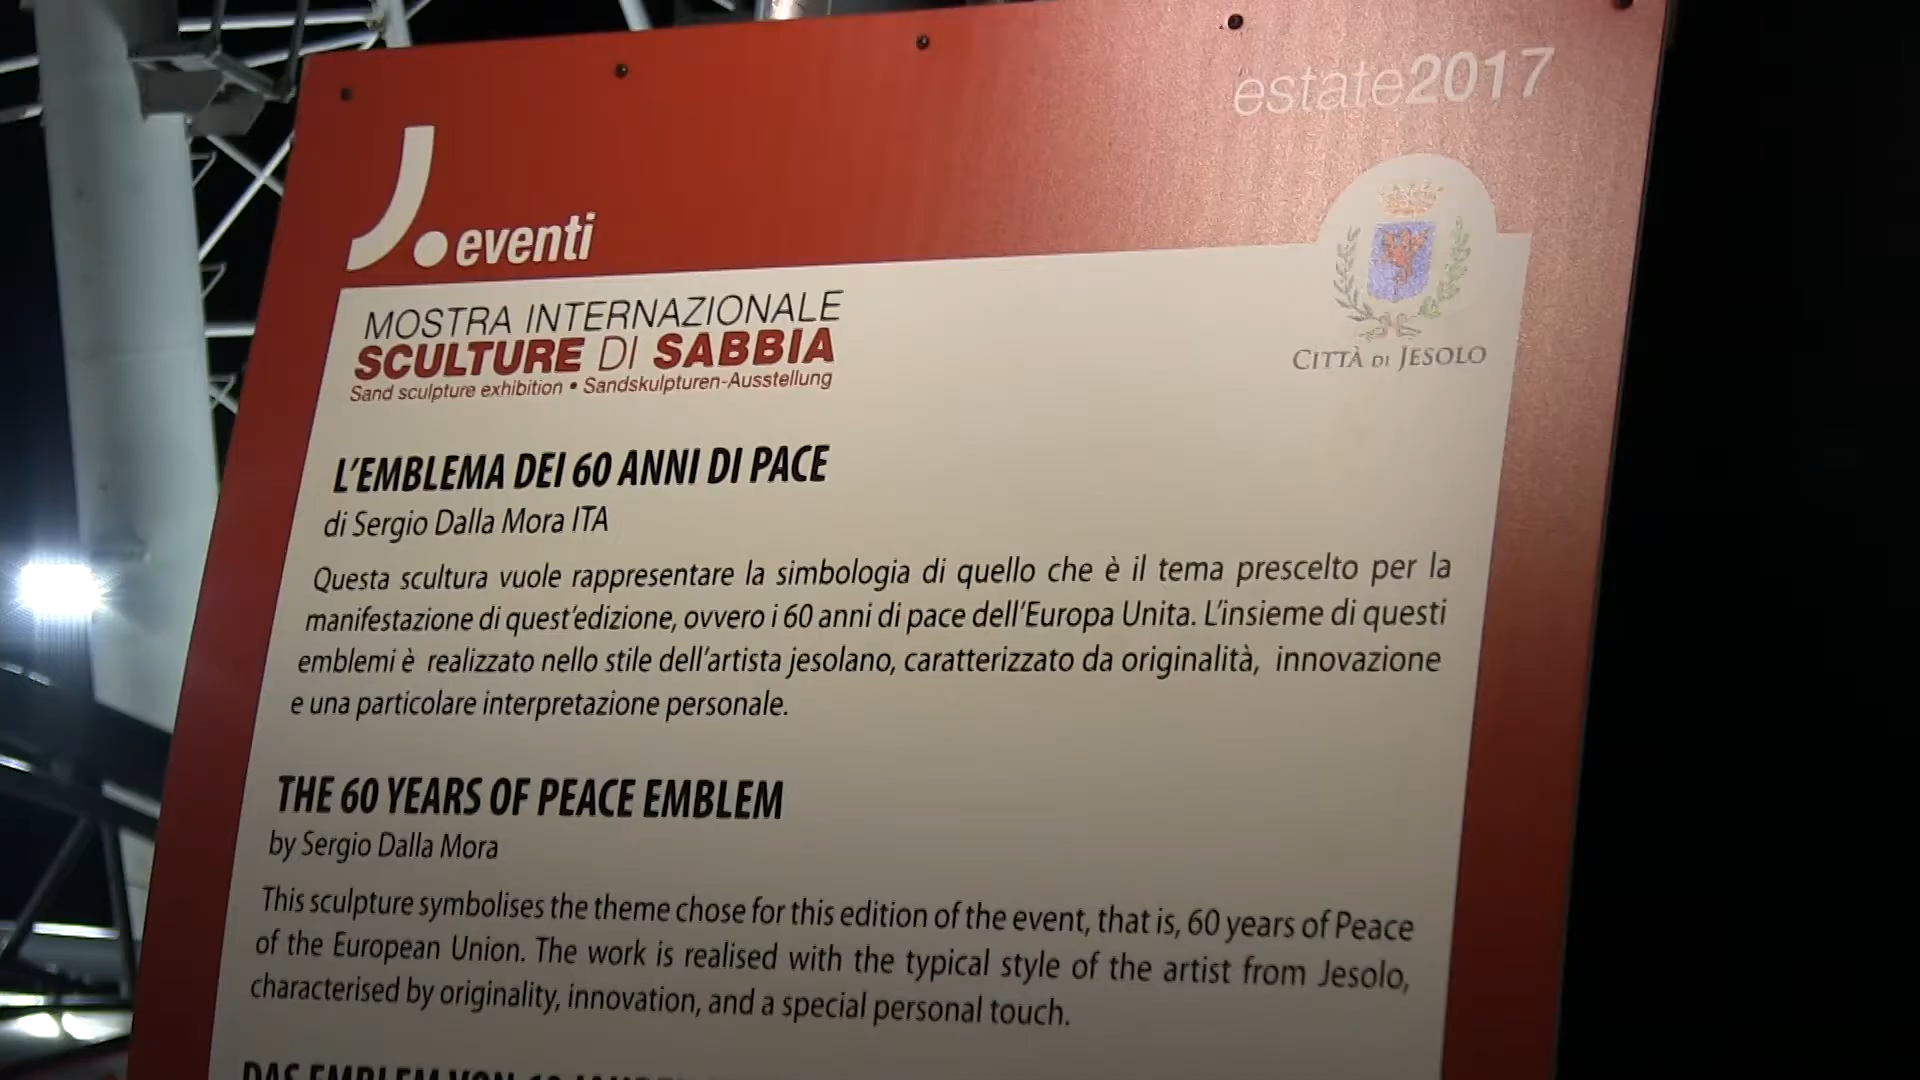 estate2017
J.eventi
MOSTRA INTERNAZIONALE
SCULTURE DI SABBIA
Sand sculpture exhibition • Sandskulpturen-Ausstellung
CITTÀ DI JESOLO
L'EMBLEMA DEI 60 ANNI DI PACE
di Sergio Dalla Mora ITA
Questa scultura vuole rappresentare la simbologia di quello che è il tema prescelto per la
manifestazione di quest'edizione, ovvero i 60 anni di pace dell'Europa Unita. L'insieme di questi
emblemi è realizzato nello stile dell'artista jesolano, caratterizzato da originalità, innovazione
e una particolare interpretazione personale.
THE 60 YEARS OF PEACE EMBLEM
by Sergio Dalla Mora
This sculpture symbolises the theme chose for this edition of the event, that is, 60 years of Peace
of the European Union. The work is realised with the typical style of the artist from Jesolo,
characterised by originality, innovation, and a special personal touch.
DAS EMBLEM VON 60